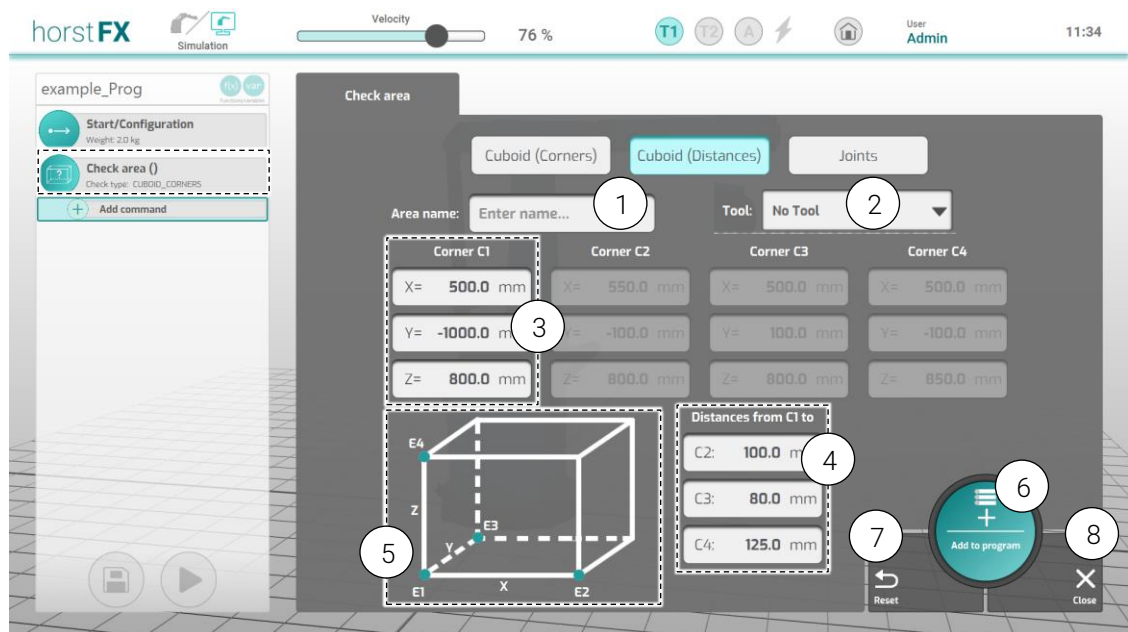 horstFX
Simulation
Velocity
76 %
T1 T2 A
User
Admin
11:34
example_Prog
f(x) var
Functions/Variables
Start/Configuration
Weight: 2.0 kg
Check area ()
Check type: CUBOID_CORNERS
Add command
Check area
Cuboid (Corners) Cuboid (Distances) Joints
Area name: Enter name... 1 Tool: No Tool 2
Corner C1 Corner C2 Corner C3 Corner C4
X= 500.0 mm X= 550.0 mm X= 500.0 mm X= 500.0 mm
Y= -1000.0 m 3 Y= -100.0 mm Y= 100.0 mm Y= -100.0 mm
Z= 800.0 mm Z= 800.0 mm Z= 800.0 mm Z= 850.0 mm
Distances from C1 to
C2: 100.0 m 4
C3: 80.0 mm
C4: 125.0 mm
E4
Z
E3
Y
5
E1 X E2
6
Add to program
7
Reset
8
Close